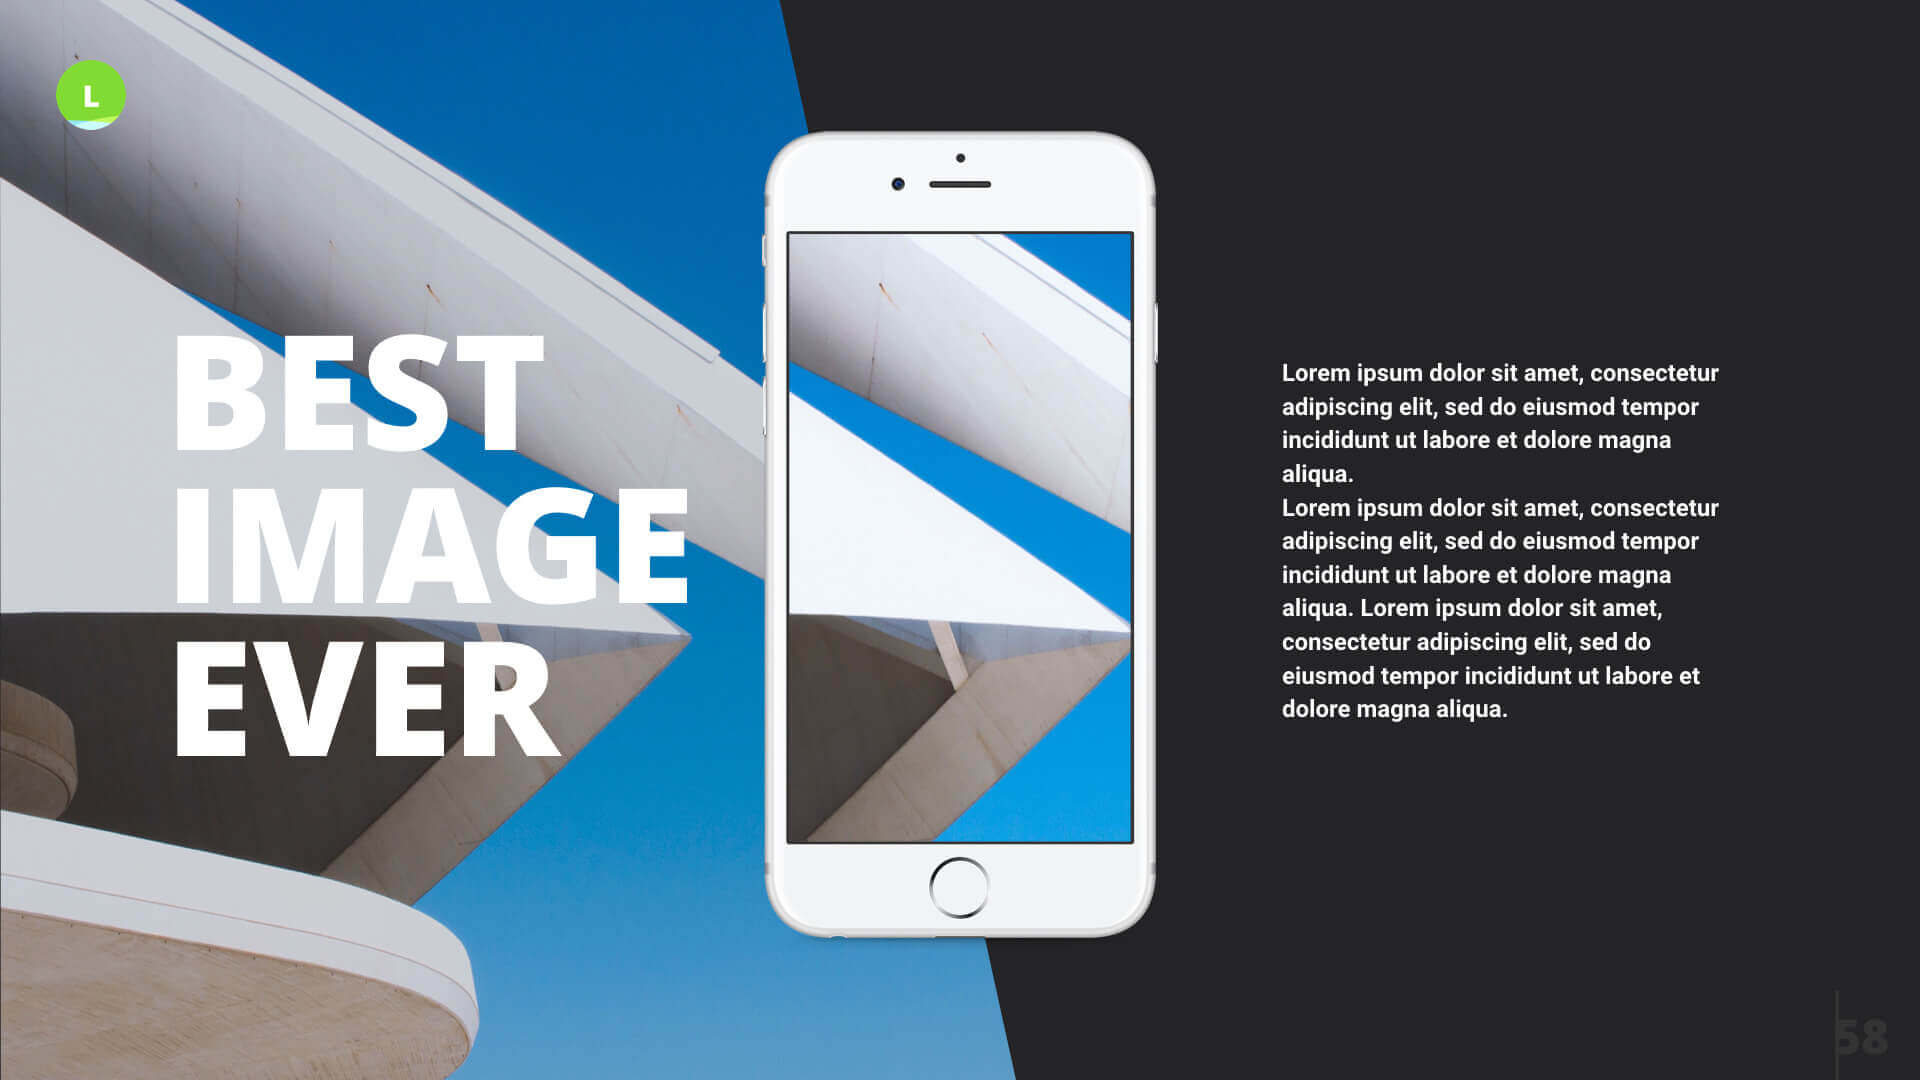 L
BEST
IMAGE
EVER
Lorem ipsum dolor sit amet, consectetur
adipiscing elit, sed do eiusmod tempor
incididunt ut labore et dolore magna
aliqua.
Lorem ipsum dolor sit amet, consectetur
adipiscing elit, sed do eiusmod tempor
incididunt ut labore et dolore magna
aliqua. Lorem ipsum dolor sit amet,
consectetur adipiscing elit, sed do
eiusmod tempor incididunt ut labore et
dolore magna aliqua.
58